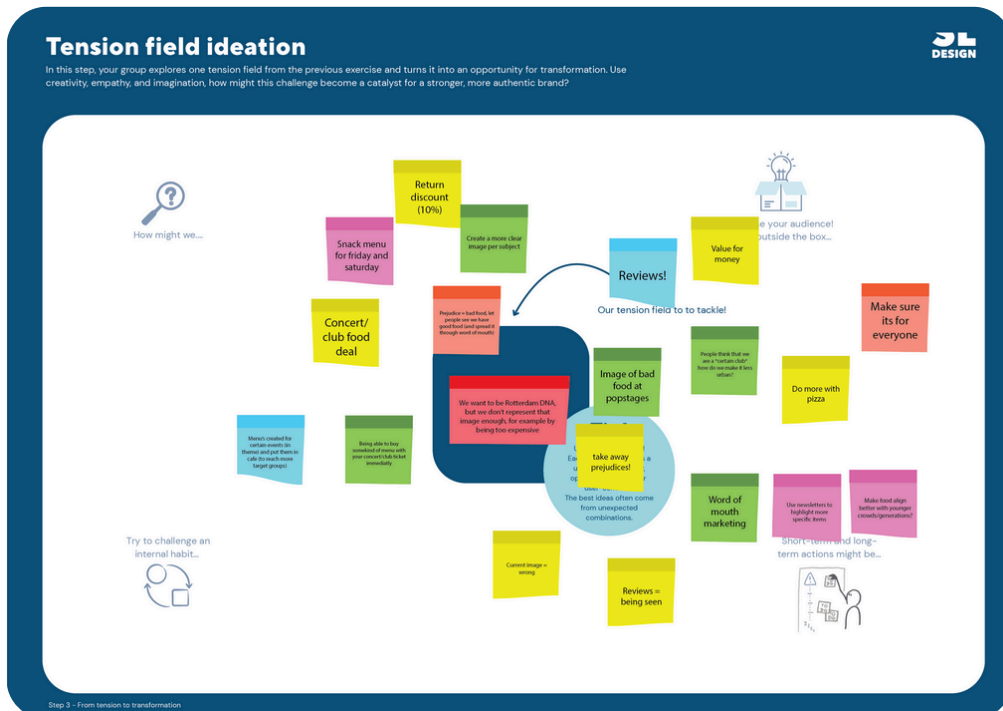 Tension field ideation
In this step, your group explores one tension field from the previous exercise and turns it into an opportunity for transformation. Use
creativity, empathy, and imagination, how might this challenge become a catalyst for a stronger, more authentic brand?
DESIGN
How might we...
Return
discount
(10%)
Snack menu
for friday and
saturday
Create a more clear
image per subject
Reviews!
Value for
money
your audience!
outside the box...
Our tension field to to tackle!
Concert/
club food
deal
Prejudice = bad food, let
people see we have
good food (and spread it
through word of mouth)
Make sure
its for
everyone
People think that we
are a "certain club"
how do we make it less
urban?
Image of bad
food at
popstages
Do more with
pizza
We want to be Rotterdam DNA,
but we don't represent that
image enough, for example by
being too expensive
take away
prejudices!
The best ideas often come
from unexpected
combinations.
Menu's created for
certain events (in
theme) and put them in
cafe (to reach more
target groups)
Being able to buy
somekind of menu with
your concert/club ticket
immediatly
Word of
mouth
marketing
Use newsletters to
highlight more
specific items
Make food align
better with younger
crowds/generations?
Try to challenge an
internal habit...
Short-term and long-
term actions might be...
Current image =
wrong
Reviews =
being seen
Step 3 - From tension to transformation